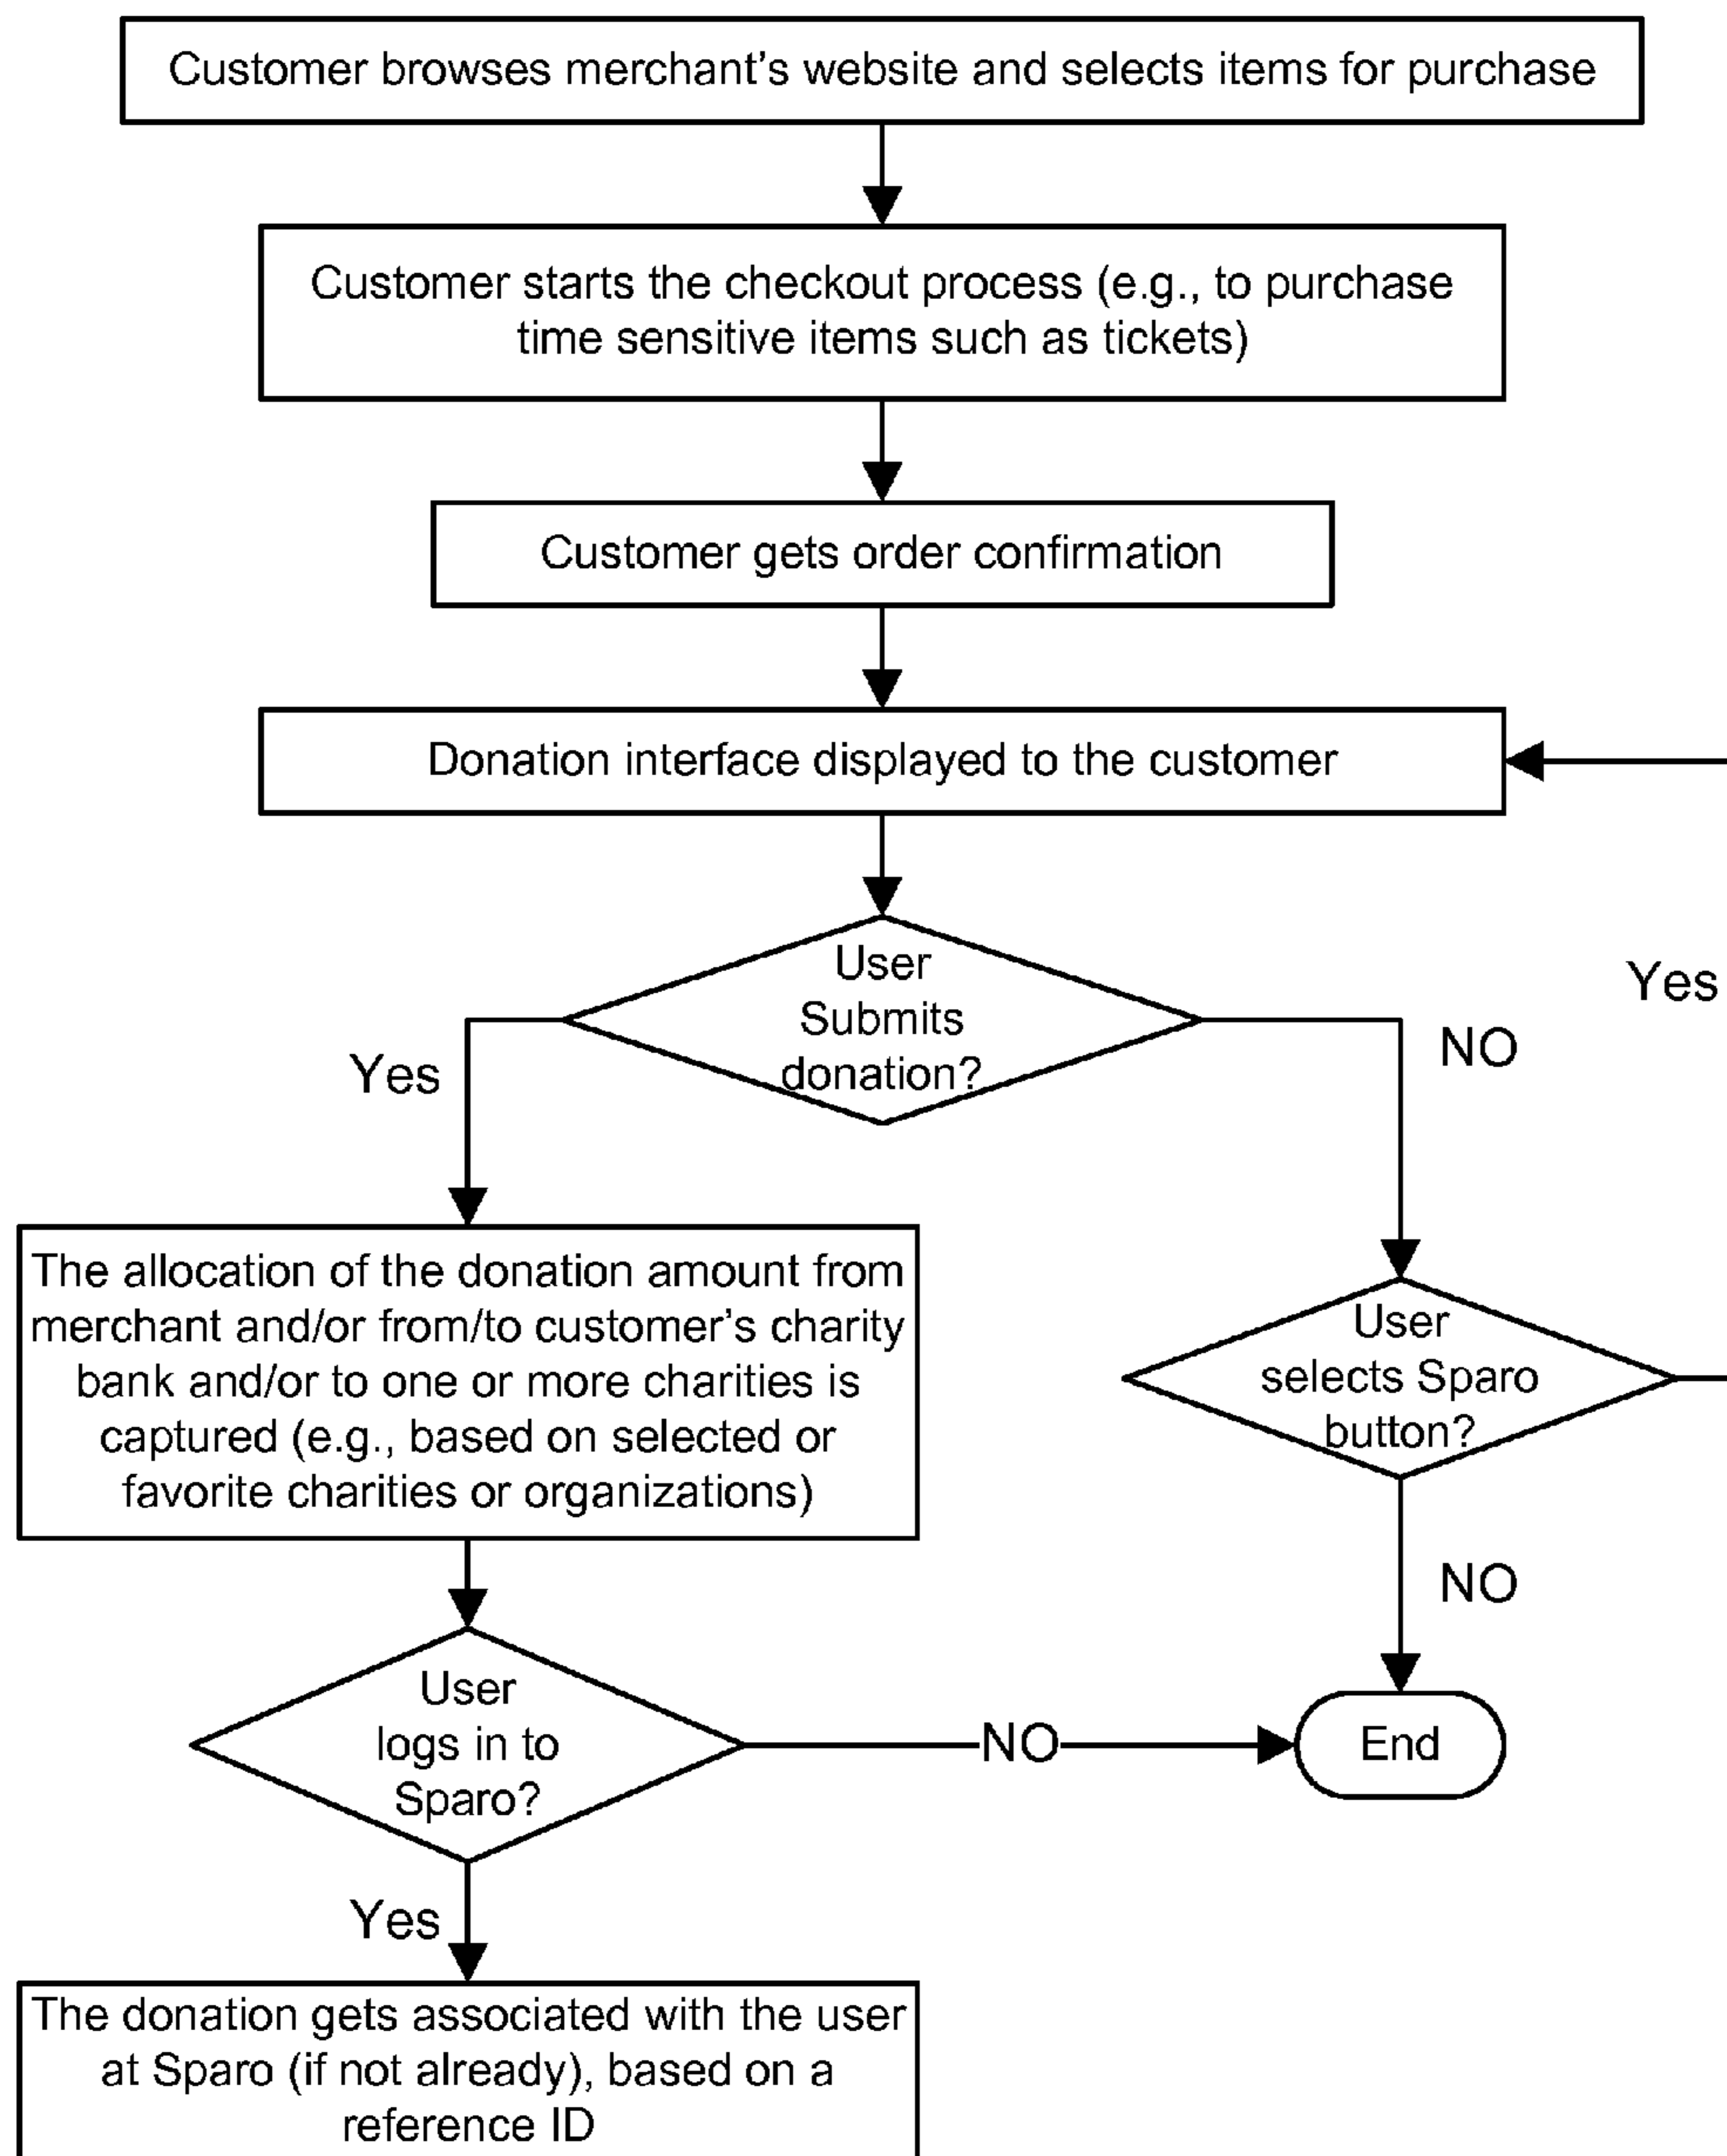 Customer browses merchant's website and selects items for purchase
Customer starts the checkout process (e.g., to purchase
time sensitive items such as tickets)
Customer gets order confirmation
Donation interface displayed to the customer
User
Submits
donation?
Yes
NO
Yes
The allocation of the donation amount from
merchant and/or from/to customer's charity
bank and/or to one or more charities is
captured (e.g., based on selected or
favorite charities or organizations)
User
selects Sparo
button?
NO
User
logs in to
Sparo?
NO
End
Yes
The donation gets associated with the user
at Sparo (if not already), based on a
reference ID